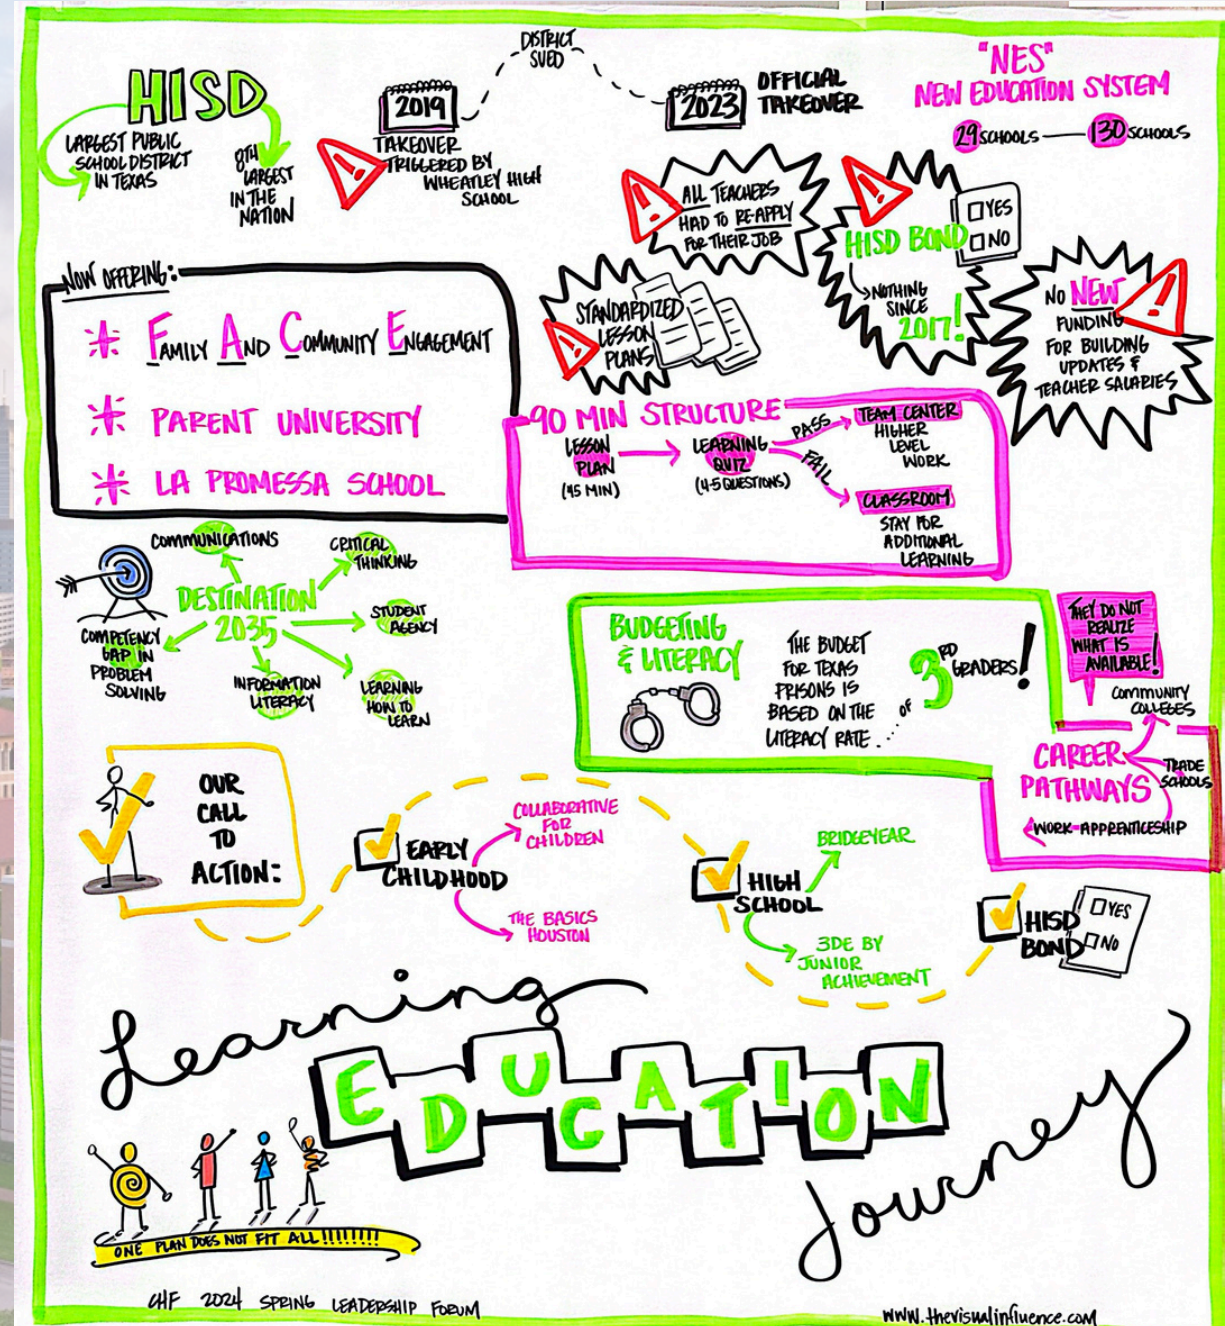 HISD
LARGEST PUBLIC
SCHOOL DISTRICT
IN TEXAS
8TH
LARGEST
IN THE
NATION
2019
TAKEOVER
TRIGGERED BY
WHEATLEY HIGH
SCHOOL
DISTRICT
SUED
2023
OFFICIAL
TAKEOVER
"NES"
NEW EDUCATION SYSTEM
29 SCHOOLS — 130 SCHOOLS
ALL TEACHERS
HAD TO RE-APPLY
FOR THEIR JOB
HISD BOND
YES
NO
NOTHING
SINCE
2017!
STANDARDIZED
LESSON
PLANS
NO NEW
FUNDING
FOR BUILDING
UPDATES &
TEACHER SALARIES
NOW OFFERING:
FAMILY AND COMMUNITY ENGAGEMENT
PARENT UNIVERSITY
LA PROMESSA SCHOOL
90 MIN STRUCTURE
LESSON
PLAN
(45 MIN)
LEARNING
QUIZ
(4-5 QUESTIONS)
PASS
TEAM CENTER
HIGHER
LEVEL
WORK
FAIL
CLASSROOM
STAY FOR
ADDITIONAL
LEARNING
DESTINATION
2035
COMMUNICATIONS
CRITICAL
THINKING
STUDENT
AGENCY
LEARNING
HOW TO
LEARN
INFORMATION
LITERACY
COMPETENCY
GAP IN
PROBLEM
SOLVING
BUDGETING
& LITERACY
THE BUDGET
FOR TEXAS
PRISONS IS
BASED ON THE
LITERACY RATE....
OF 3RD GRADERS!
THEY DO NOT
REALIZE
WHAT IS
AVAILABLE!
COMMUNITY
COLLEGES
CAREER
PATHWAYS
TRADE
SCHOOLS
WORK-APPRENTICESHIP
OUR
CALL
TO
ACTION:
EARLY
CHILDHOOD
COLLABORATIVE
FOR
CHILDREN
THE BASICS
HOUSTON
HIGH
SCHOOL
BRIDGEYEAR
3DE BY
JUNIOR
ACHIEVEMENT
HISD
BOND
YES
NO
Learning
EDUCATION
Journey
ONE PLAN DOES NOT FIT ALL!!!!!!!!
CHF 2024 SPRING LEADERSHIP FORUM
www.thevisualinfluence.com